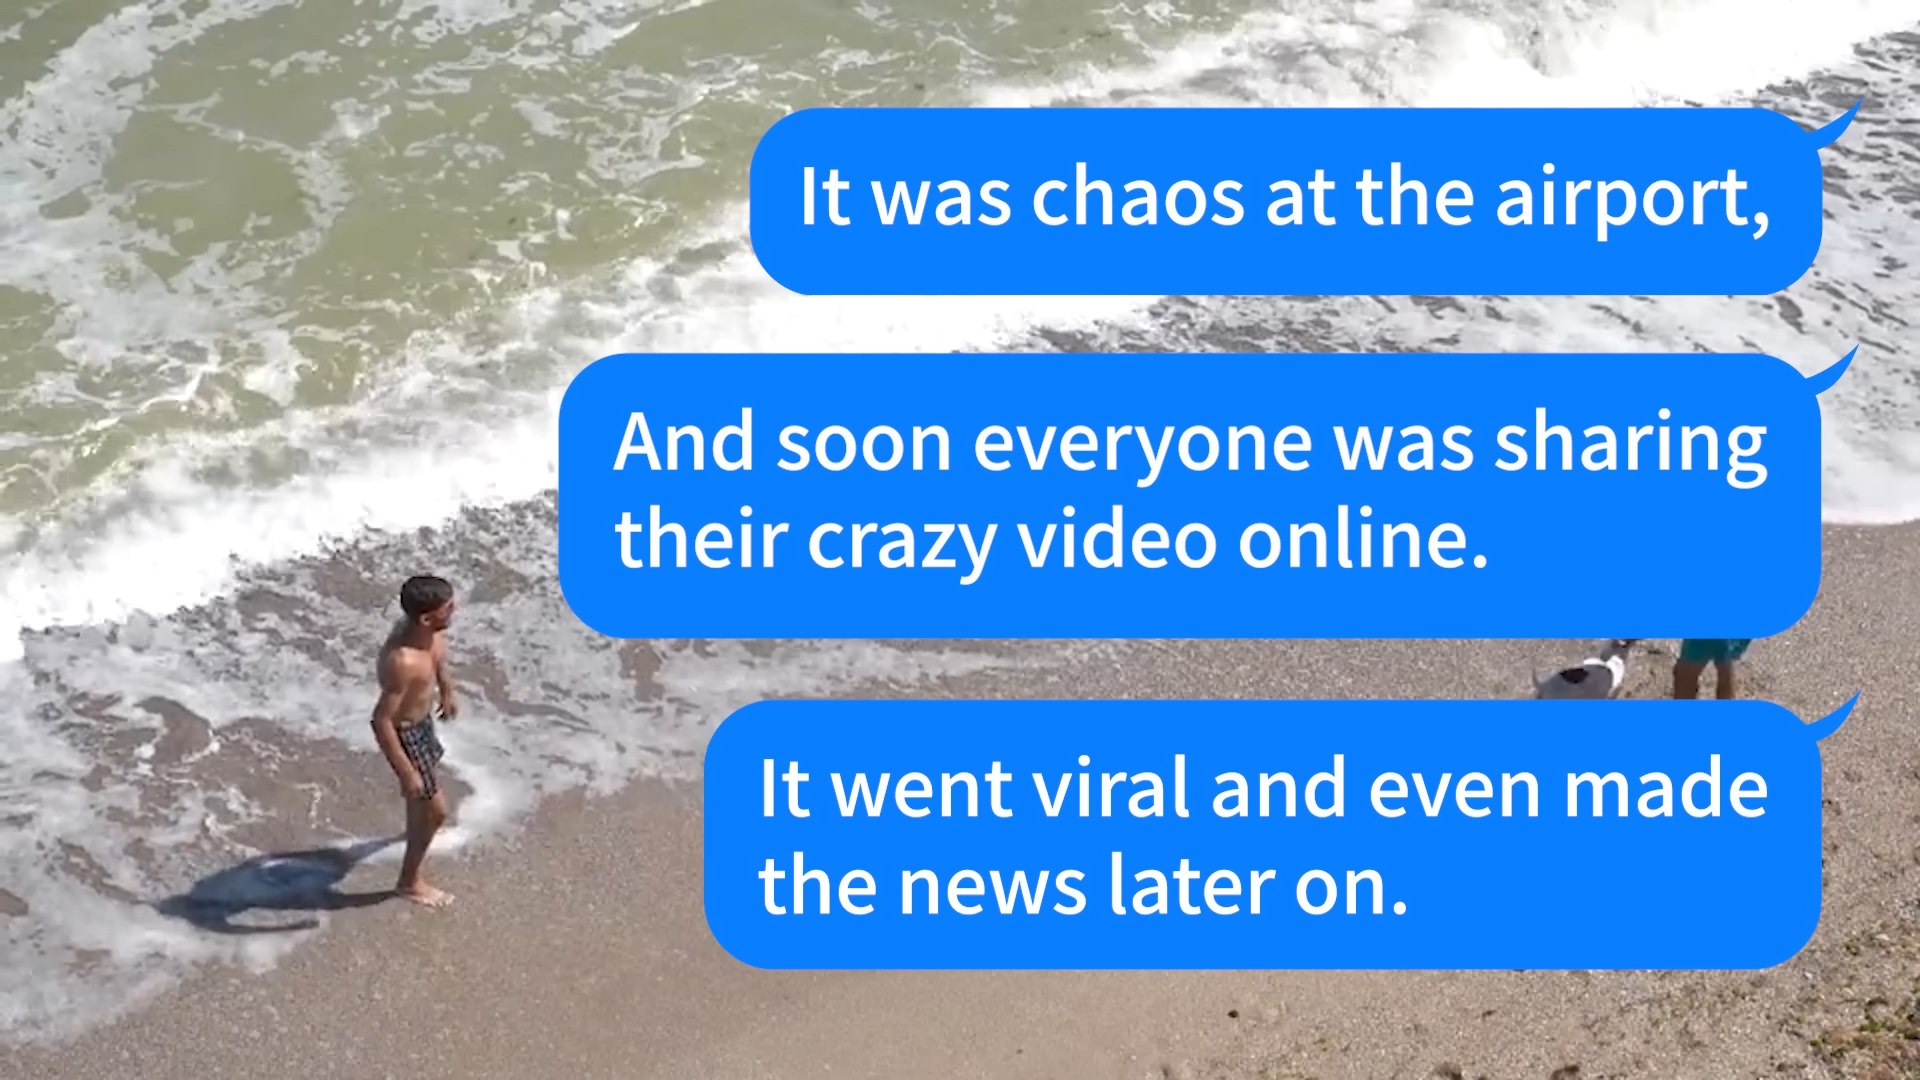 It was chaos at the airport,
And soon everyone was sharing
their crazy video online.
It went viral and even made
the news later on.